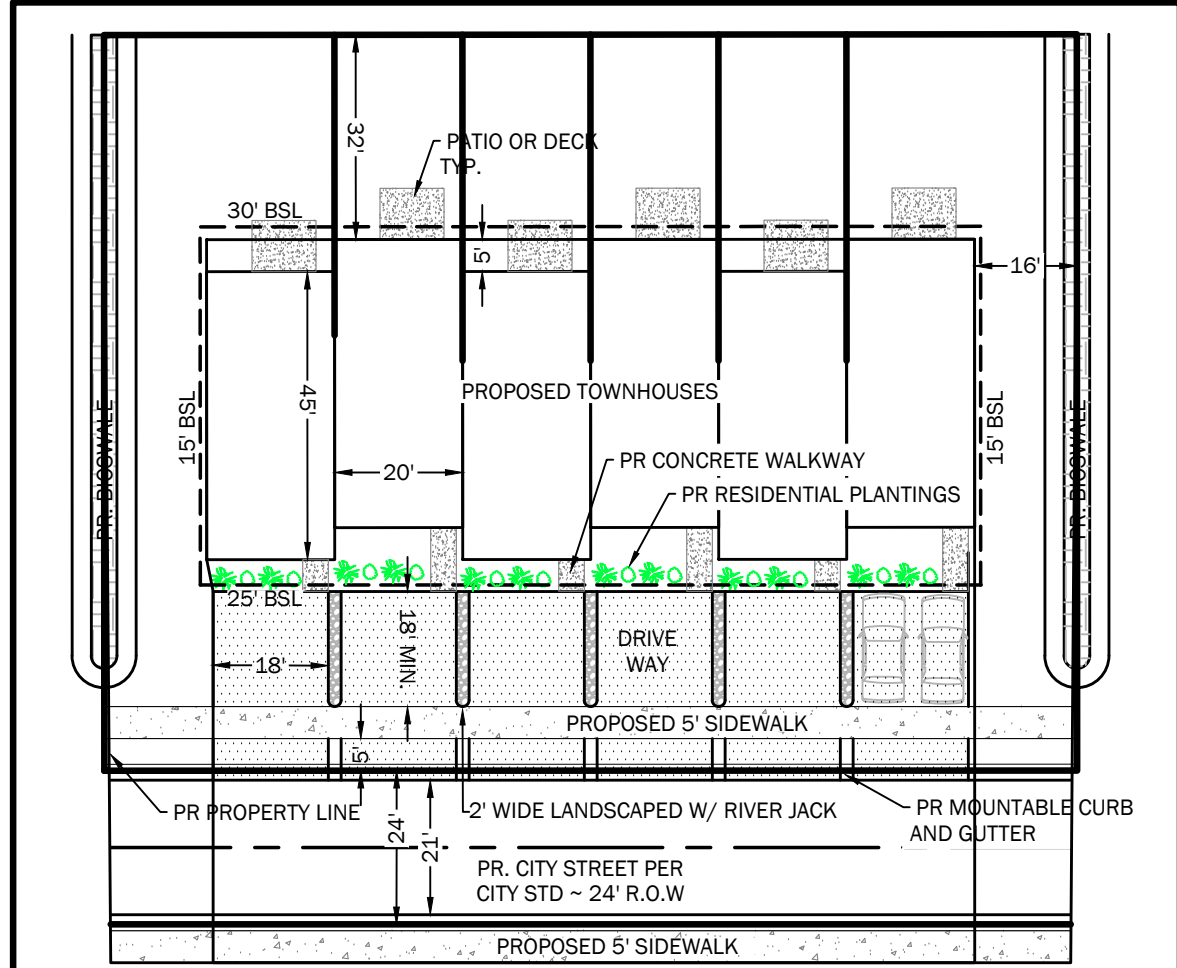 32'
PATIO OR DECK
TYP.
30' BSL
5'
16'
45'
PROPOSED TOWNHOUSES
15' BSL
15' BSL
PR. BIOSWALE
PR. BIOSWALE
20'
PR CONCRETE WALKWAY
PR RESIDENTIAL PLANTINGS
25' BSL
18' MIN.
DRIVE
WAY
18'
PROPOSED 5' SIDEWALK
5'
PR PROPERTY LINE
2' WIDE LANDSCAPED W/ RIVER JACK
PR MOUNTABLE CURB
AND GUTTER
24'
21'
PR. CITY STREET PER
CITY STD ~ 24' R.O.W
PROPOSED 5' SIDEWALK